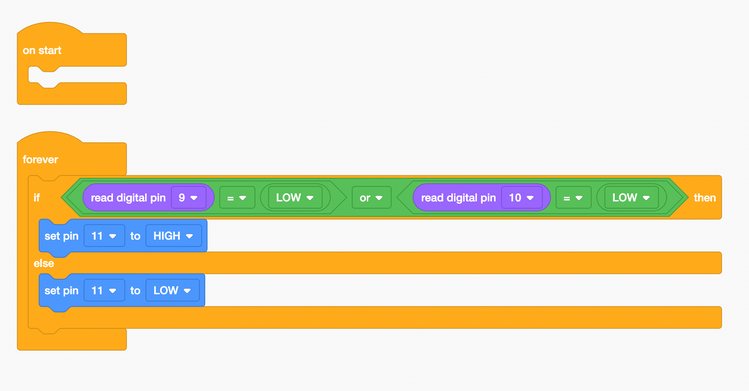 on start
forever
if read digital pin 9 = LOW or read digital pin 10 = LOW then
set pin 11 to HIGH
else
set pin 11 to LOW